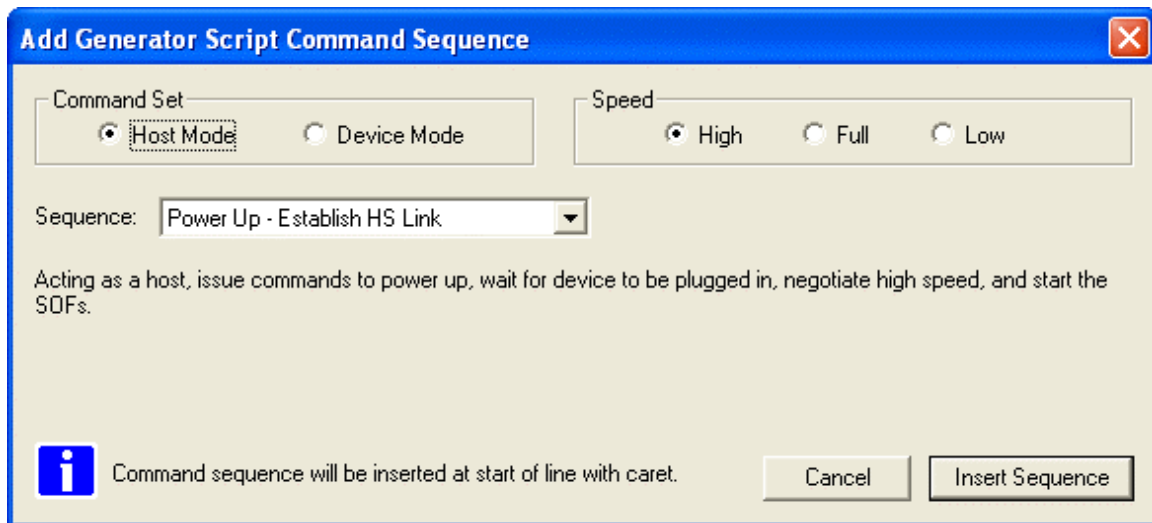 Add Generator Script Command Sequence
Command Set
Host Mode
Device Mode
Speed
High
Full
Low
Sequence: Power Up - Establish HS Link
Acting as a host, issue commands to power up, wait for device to be plugged in, negotiate high speed, and start the
SOFs.
Command sequence will be inserted at start of line with caret.
Cancel
Insert Sequence